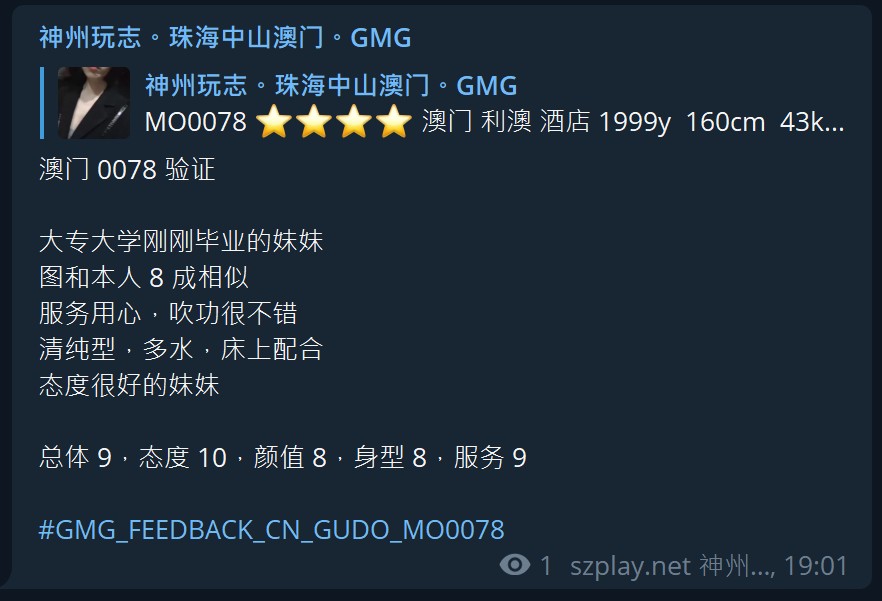 神州玩志。珠海中山澳门。GMG
神州玩志。珠海中山澳门。GMG
MO0078 ⭐⭐⭐⭐ 澳门 利澳 酒店 1999y 160cm 43k...
澳门 0078 验证
大专大学刚刚毕业的妹妹
图和本人 8 成相似
服务用心，吹功很不错
清纯型，多水，床上配合
态度很好的妹妹
总体 9，态度 10，颜值 8，身型 8，服务 9
#GMG_FEEDBACK_CN_GUDO_MO0078
1 szplay.net 神州..., 19:01